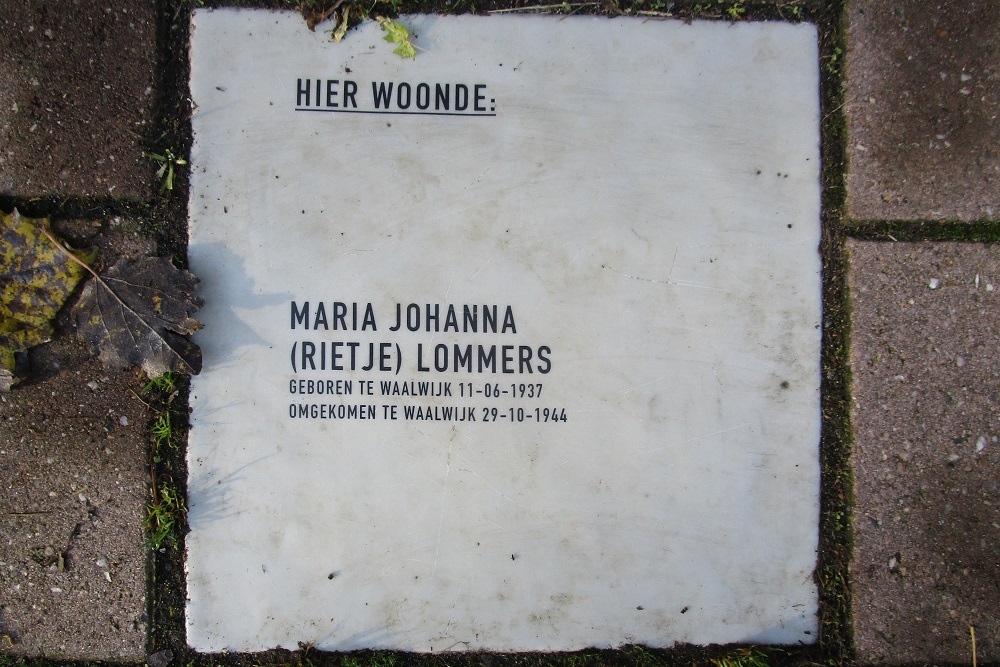 HIER WOONDE:
MARIA JOHANNA
(RIETJE) LOMMERS
GEBOREN TE WAALWIJK 11-06-1937
OMGEKOMEN TE WAALWIJK 29-10-1944